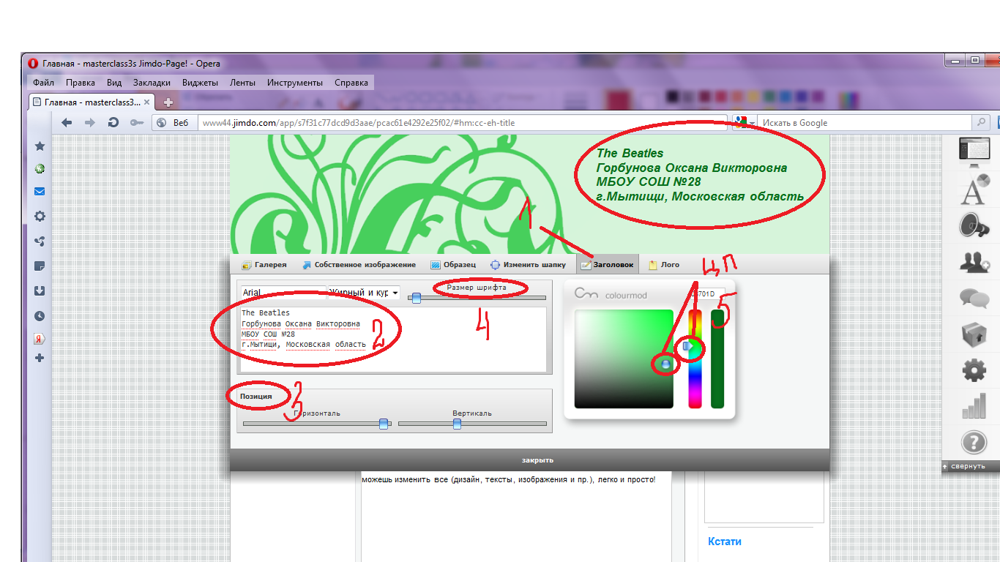 Главная - masterclass3s Jimdo-Page! - Opera
Файл Правка Вид Закладки Виджеты Ленты Инструменты Справка
Главная - masterclass3...
Веб www44.jimdo.com/app/s7f31c77dcd9d3aae/pcac61e4292e25f02/#hm:cc-eh-title Искать в Google
The Beatles
Горбунова Оксана Викторовна
МБОУ СОШ №28
г.Мытищи, Московская область
1
Галерея Собственное изображение Образец Изменить шапку Заголовок Лого
ЦП
Arial Жирный и кур Размер шрифта
colourmod 701D
5
4
The Beatles
Горбунова Оксана Викторовна
МБОУ СОШ №28
г.Мытищи, Московская область
2
Позиция
3
Горизонталь Вертикаль
закрыть
свернуть
можешь изменить все (дизайн, тексты, изображения и пр.), легко и просто!
Кстати